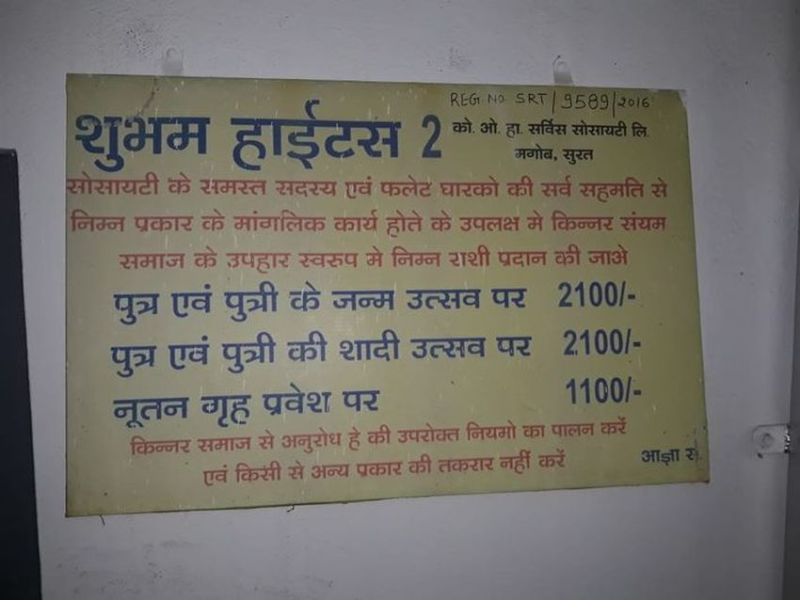 REG. NO. SRT/9589/2016
शुभम हाईटस 2 को. ओ. हा. सर्विस सोसायटी लि.
मगोब, सुरत
सोसायटी के समस्त सदस्य एवं फलेट घारको की सर्व सहमति से
निम्न प्रकार के मांगलिक कार्य होते के उपलक्ष मे किन्नर संयम
समाज के उपहार स्वरुप मे निम्न राशी प्रदान की जाअे
पुत्र एवं पुत्री के जन्म उत्सव पर 2100/-
पुत्र एवं पुत्री की शादी उत्सव पर 2100/-
नूतन गृह प्रवेश पर 1100/-
किन्नर समाज से अनुरोध हे की उपरोक्त नियमो का पालन करें
एवं किसी से अन्य प्रकार की तकरार नहीं करें
आज्ञा